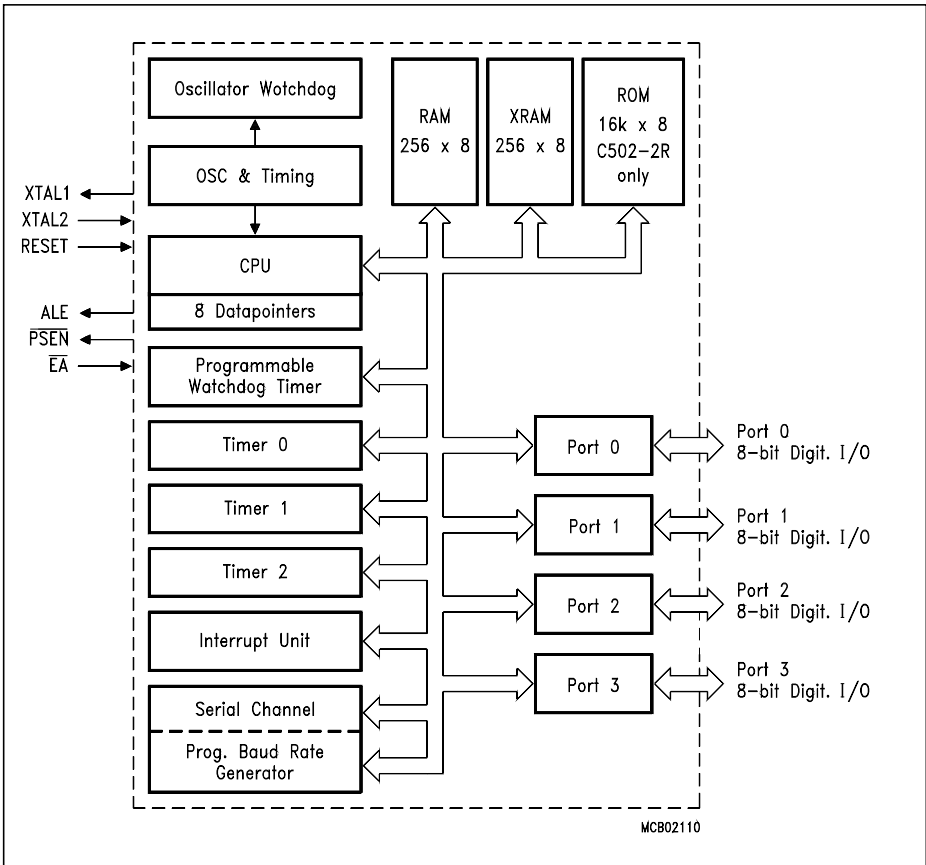 Oscillator Wotchdog
OSC & Timing
XTAL1
XTAL2
RESET
CPU
8 Datapointers
ALE
P̅S̅E̅N̅
E̅A̅
Programmable
Watchdog Timer
Timer 0
Timer 1
Timer 2
Interrupt Unit
Serial Channel
Prog. Baud Rate
Generator
RAM
256 x 8
XRAM
256 x 8
ROM
16k x 8
C502-2R
only
Port 0
Port 0
8-bit Digit. I/O
Port 1
Port 1
8-bit Digit. I/O
Port 2
Port 2
8-bit Digit. I/O
Port 3
Port 3
8-bit Digit. I/O
MCB02110